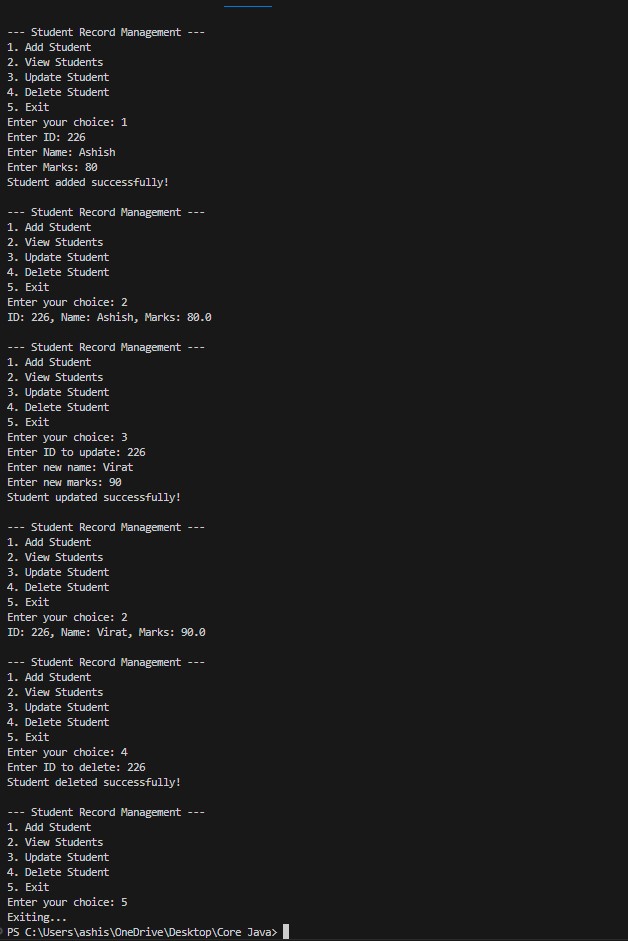 --- Student Record Management ---
1. Add Student
2. View Students
3. Update Student
4. Delete Student
5. Exit
Enter your choice: 1
Enter ID: 226
Enter Name: Ashish
Enter Marks: 80
Student added successfully!
--- Student Record Management ---
1. Add Student
2. View Students
3. Update Student
4. Delete Student
5. Exit
Enter your choice: 2
ID: 226, Name: Ashish, Marks: 80.0
--- Student Record Management ---
1. Add Student
2. View Students
3. Update Student
4. Delete Student
5. Exit
Enter your choice: 3
Enter ID to update: 226
Enter new name: Virat
Enter new marks: 90
Student updated successfully!
--- Student Record Management ---
1. Add Student
2. View Students
3. Update Student
4. Delete Student
5. Exit
Enter your choice: 2
ID: 226, Name: Virat, Marks: 90.0
--- Student Record Management ---
1. Add Student
2. View Students
3. Update Student
4. Delete Student
5. Exit
Enter your choice: 4
Enter ID to delete: 226
Student deleted successfully!
--- Student Record Management ---
1. Add Student
2. View Students
3. Update Student
4. Delete Student
5. Exit
Enter your choice: 5
Exiting...
PS C:\Users\ashis\OneDrive\Desktop\Core Java>